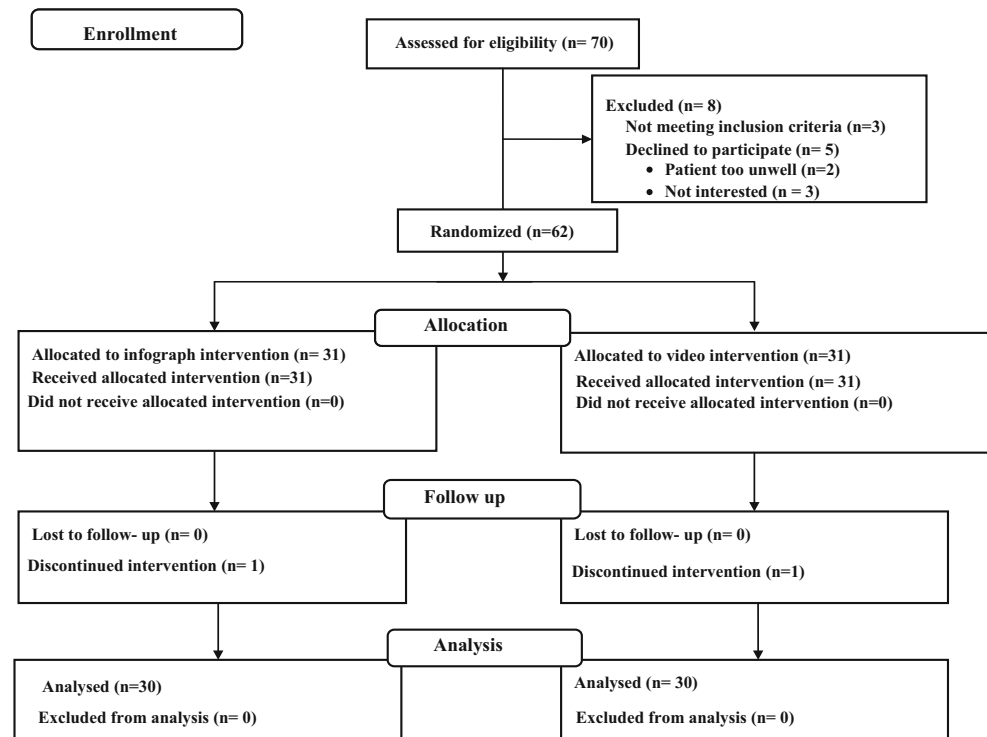 Enrollment
Assessed for eligibility (n= 70)
Excluded (n= 8)
Not meeting inclusion criteria (n=3)
Declined to participate (n= 5)
• Patient too unwell (n=2)
• Not interested (n = 3)
Randomized (n=62)
Allocation
Allocated to infograph intervention (n= 31)
Received allocated intervention (n=31)
Did not receive allocated intervention (n=0)
Allocated to video intervention (n=31)
Received allocated intervention (n= 31)
Did not receive allocated intervention (n=0)
Follow up
Lost to follow- up (n= 0)
Discontinued intervention (n= 1)
Lost to follow- up (n= 0)
Discontinued intervention (n=1)
Analysis
Analysed (n=30)
Excluded from analysis (n= 0)
Analysed (n= 30)
Excluded from analysis (n= 0)